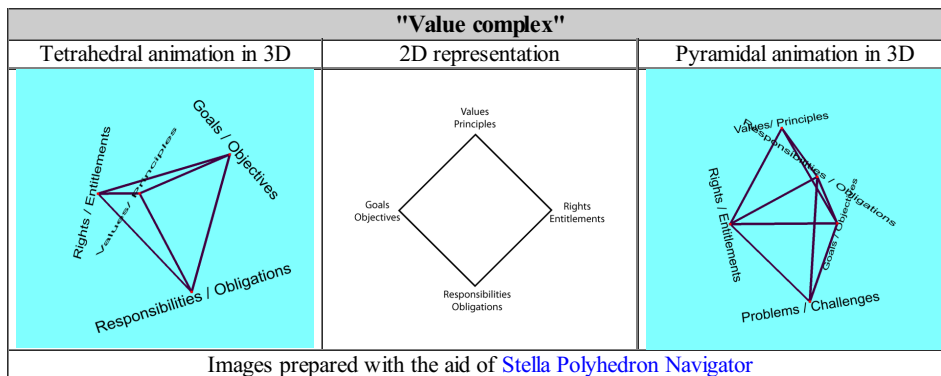 "Value complex"
Tetrahedral animation in 3D
2D representation
Pyramidal animation in 3D
Goals / Objectives
Rights / Entitlements
Values/ Principles
Responsibilities / Obligations
Values
Principles
Goals
Objectives
Rights
Entitlements
Responsibilities
Obligations
Values/ Principles
Responsibilities / Obligations
Rights / Entitlements
Goals / Objectives
Problems / Challenges
Images prepared with the aid of Stella Polyhedron Navigator